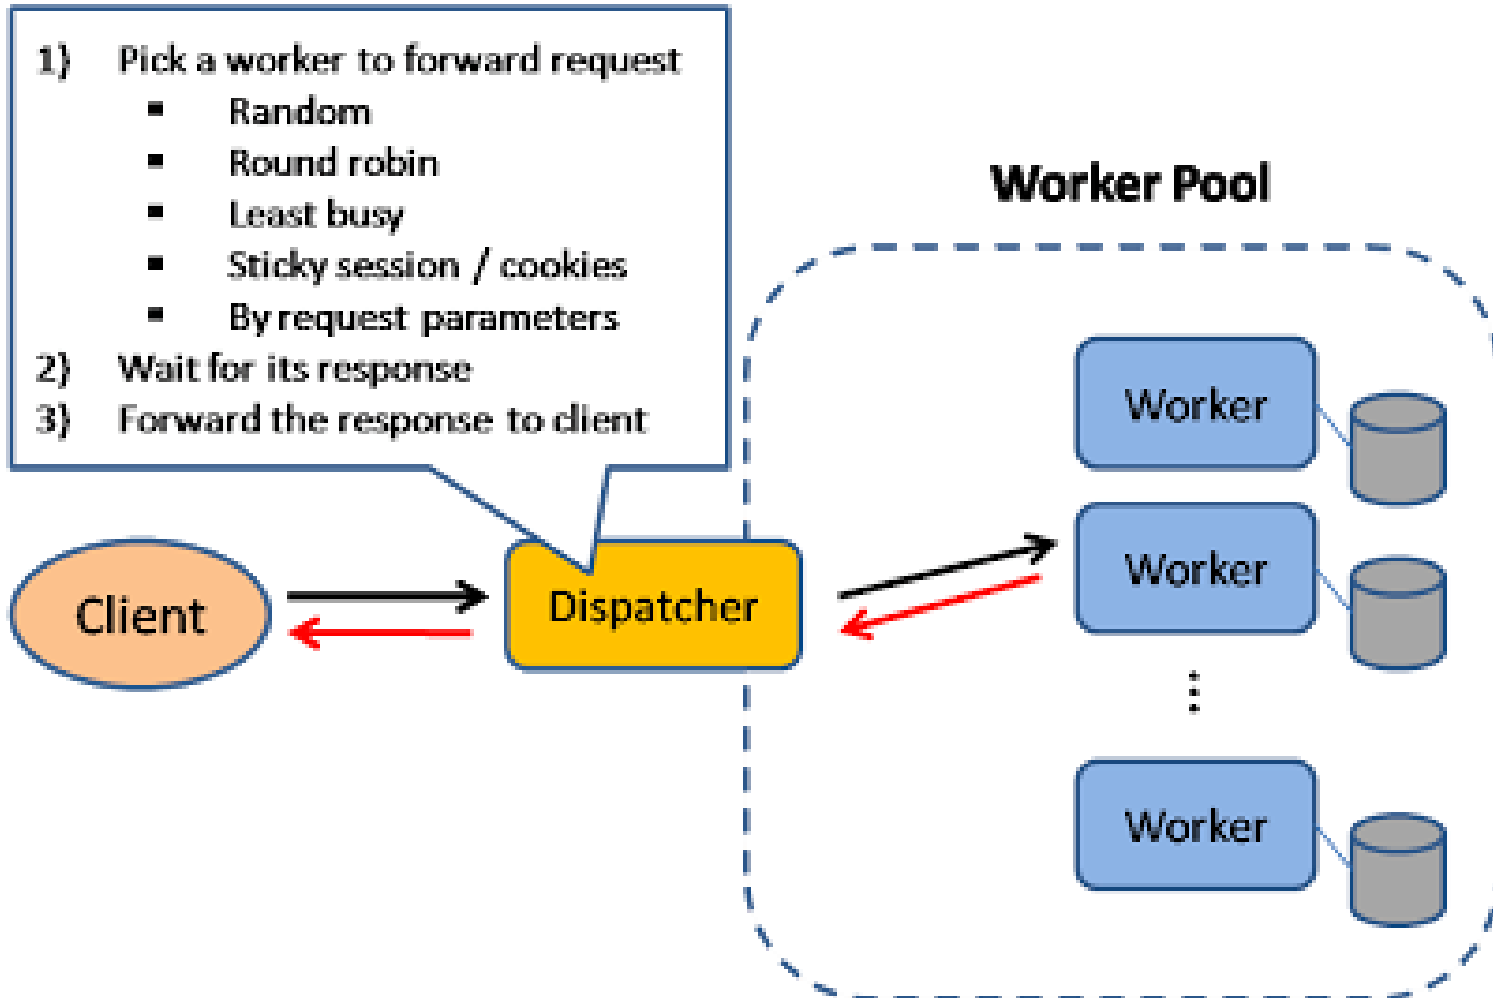 1) Pick a worker to forward request
▪ Random
▪ Round robin
▪ Least busy
▪ Sticky session / cookies
▪ By request parameters
2) Wait for its response
3) Forward the response to client
Worker Pool
Worker
Worker
Client
Dispatcher
⋮
Worker